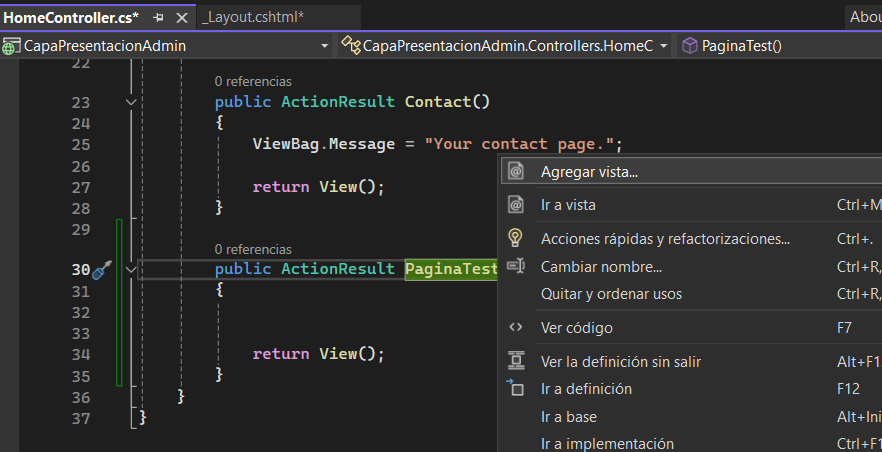 HomeController.cs*
_Layout.cshtml*
CapaPresentacionAdmin
CapaPresentacionAdmin.Controllers.HomeC
PaginaTest()
22
0 referencias
23 public ActionResult Contact()
24 {
25 ViewBag.Message = "Your contact page.";
26
27 return View();
28 }
29
0 referencias
30 public ActionResult PaginaTest
31 {
32
33
34 return View();
35 }
36 }
37 }
Agregar vista...
Ir a vista Ctrl+M
Acciones rápidas y refactorizaciones... Ctrl+.
Cambiar nombre... Ctrl+R,
Quitar y ordenar usos Ctrl+R,
Ver código F7
Ver la definición sin salir Alt+F1
Ir a definición F12
Ir a base Alt+Ini
Ir a implementación Ctrl+F1